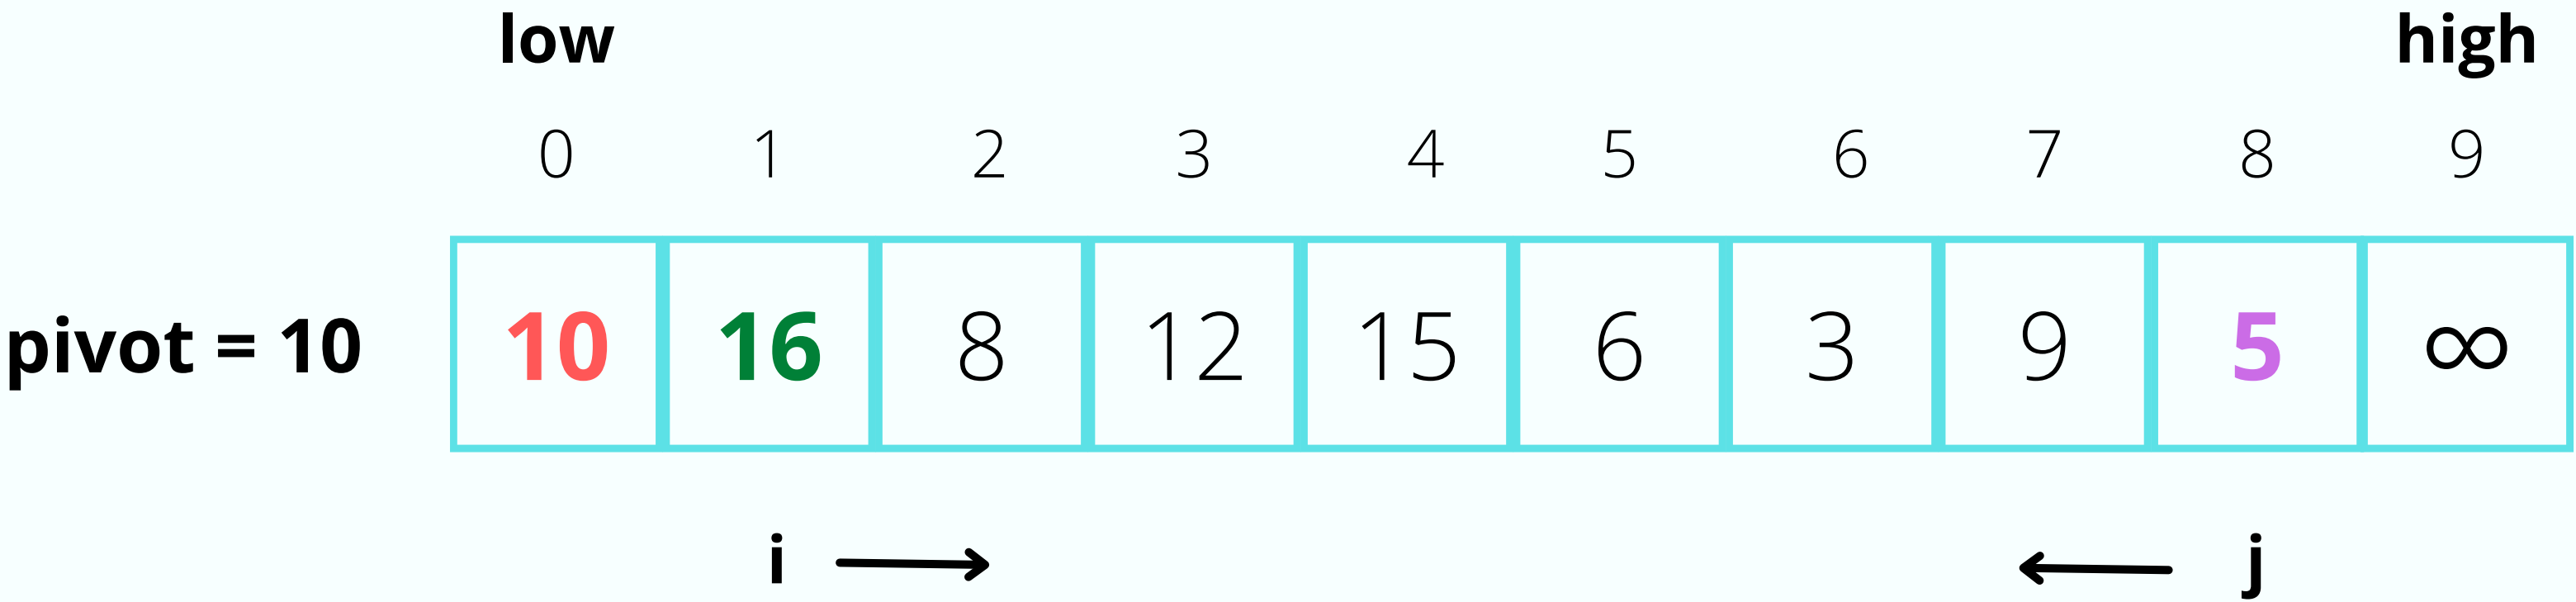 low high
0 1 2 3 4 5 6 7 8 9
pivot = 10 10 16 8 12 15 6 3 9 5 ∞
i j